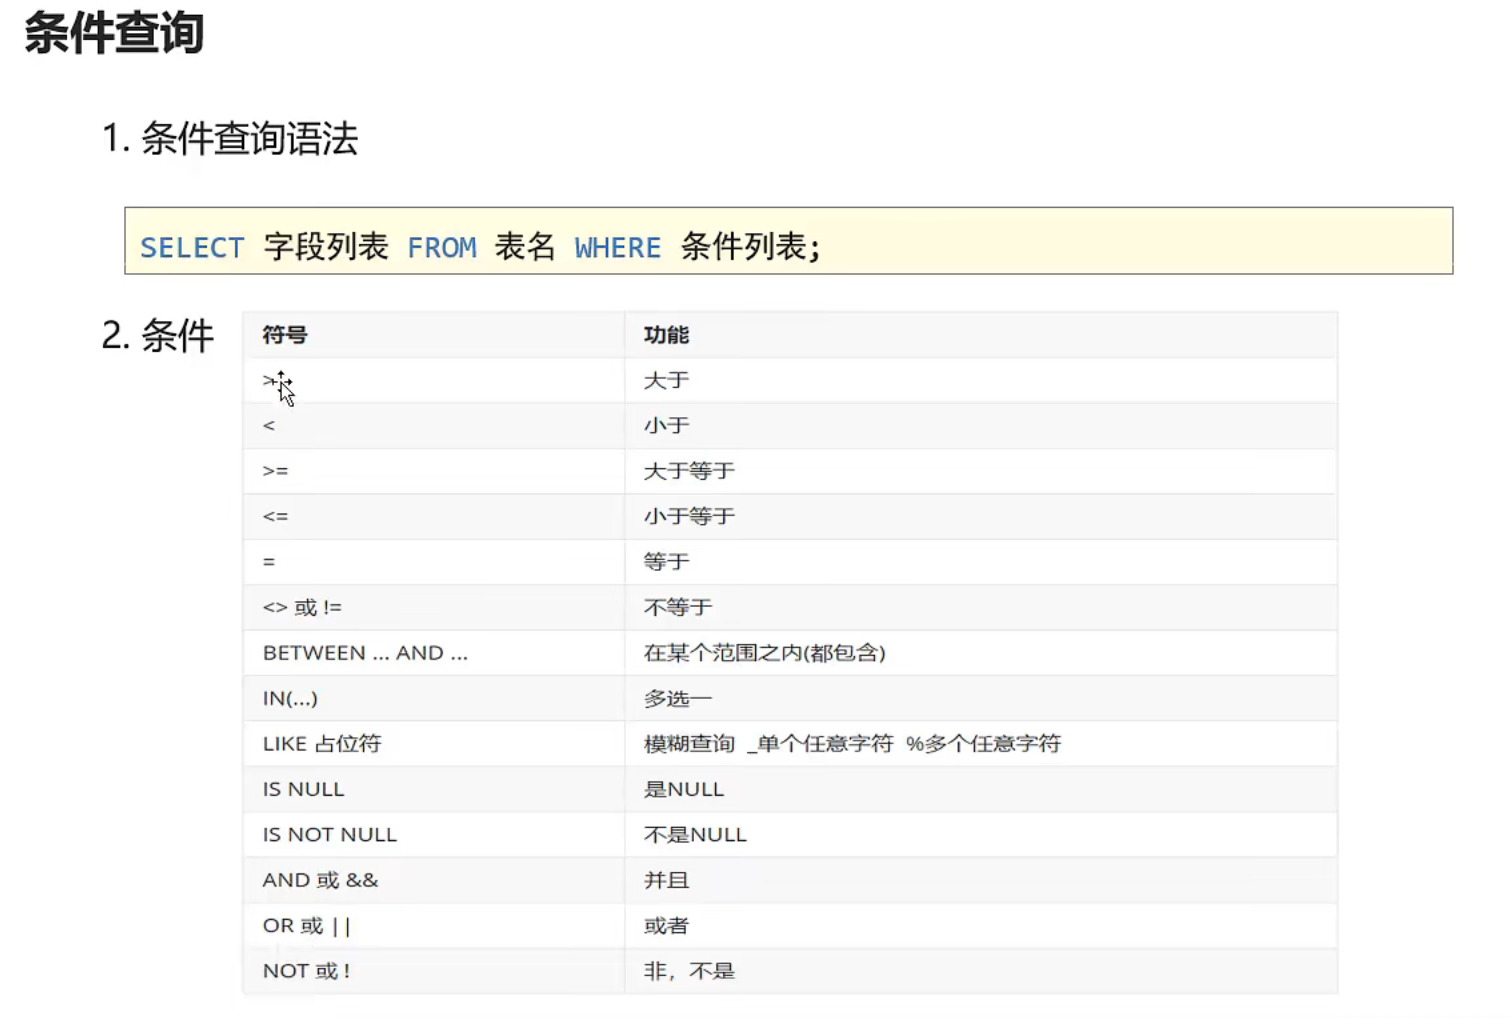 条件查询
1. 条件查询语法
SELECT 字段列表 FROM 表名 WHERE 条件列表;
2. 条件
符号 功能
> 大于
< 小于
>= 大于等于
<= 小于等于
= 等于
<> 或 != 不等于
BETWEEN ... AND ... 在某个范围之内(都包含)
IN(...) 多选一
LIKE 占位符 模糊查询 _单个任意字符 %多个任意字符
IS NULL 是NULL
IS NOT NULL 不是NULL
AND 或 && 并且
OR 或 || 或者
NOT 或 ! 非，不是